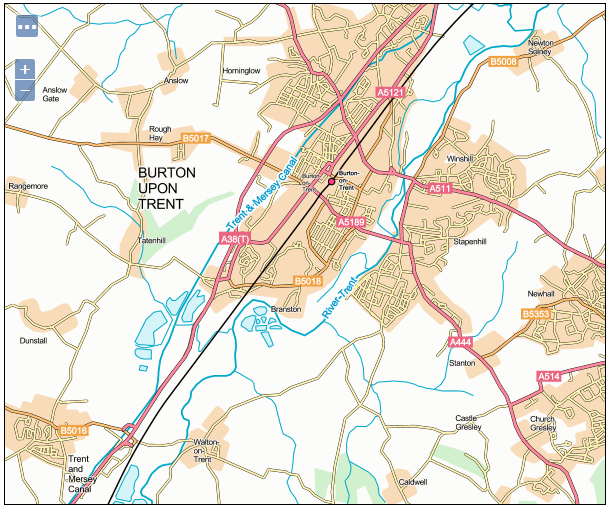 Newton
Solney
B5008
Horninglow
Anslow
Anslow
Gate
A5121
Rough
Hay
B5017
Winshill
BURTON
UPON
TRENT
Burton
on
Trent
Burton-
on-
Trent
Rangemore
A511
Trent & Mersey Canal
A5189
A38(T)
Tatenhill
Stapenhill
B5018
River-Trent
Newhall
Branston
B5353
Dunstall
A444
Stanton
A514
Castle
Gresley
Church
Gresley
B5016
Walton-
on-
Trent
Trent
and
Mersey
Canal
Caldwell